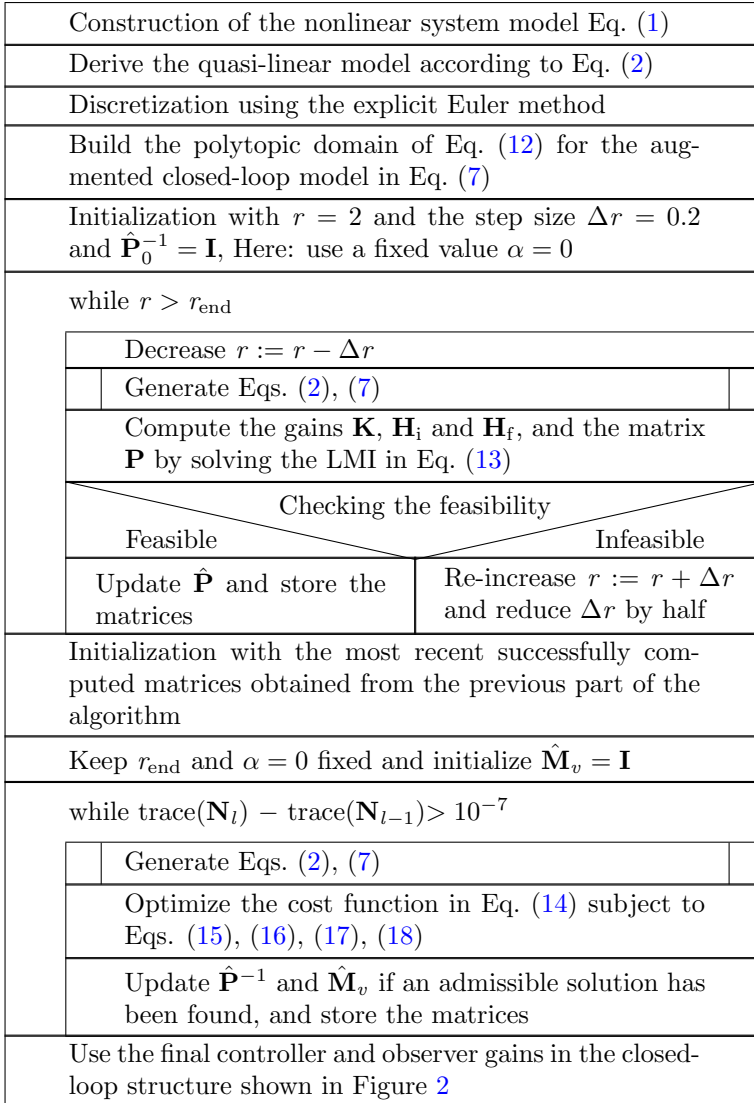 Construction of the nonlinear system model Eq. (1)
Derive the quasi-linear model according to Eq. (2)
Discretization using the explicit Euler method
Build the polytopic domain of Eq. (12) for the aug-
mented closed-loop model in Eq. (7)
Initialization with r = 2 and the step size Δr = 0.2
and P̂₀⁻¹ = I, Here: use a fixed value α = 0
while r > r_end
Decrease r := r − Δr
Generate Eqs. (2), (7)
Compute the gains K, H_i and H_f, and the matrix
P by solving the LMI in Eq. (13)
Checking the feasibility
Feasible Infeasible
Update P̂ and store the
matrices
Re-increase r := r + Δr
and reduce Δr by half
Initialization with the most recent successfully com-
puted matrices obtained from the previous part of the
algorithm
Keep r_end and α = 0 fixed and initialize M̂_v = I
while trace(N_l) − trace(N_{l−1})> 10⁻⁷
Generate Eqs. (2), (7)
Optimize the cost function in Eq. (14) subject to
Eqs. (15), (16), (17), (18)
Update P̂⁻¹ and M̂_v if an admissible solution has
been found, and store the matrices
Use the final controller and observer gains in the closed-
loop structure shown in Figure 2